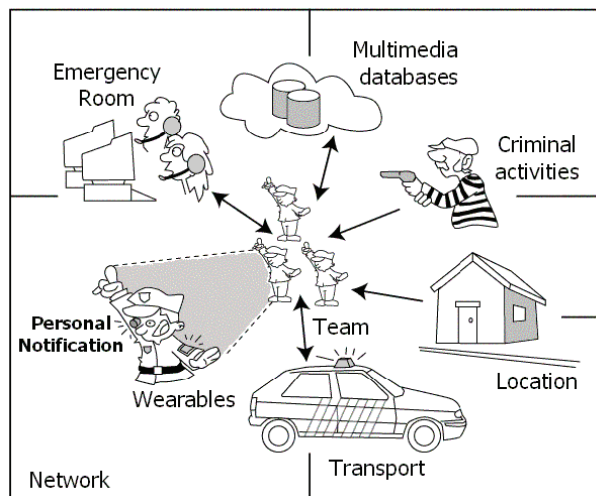 Multimedia
databases
Emergency
Room
Criminal
activities
Personal
Notification
Team
Wearables
Location
Transport
Network